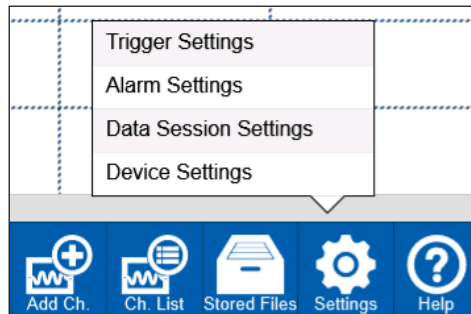 Trigger Settings
Alarm Settings
Data Session Settings
Device Settings
Add Ch.
Ch. List
Stored Files
Settings
Help